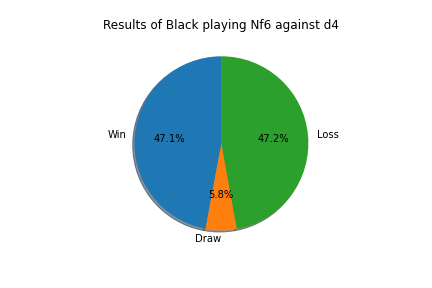 Results of Black playing Nf6 against d4
Win
47.1%
47.2%
Loss
5.8%
Draw